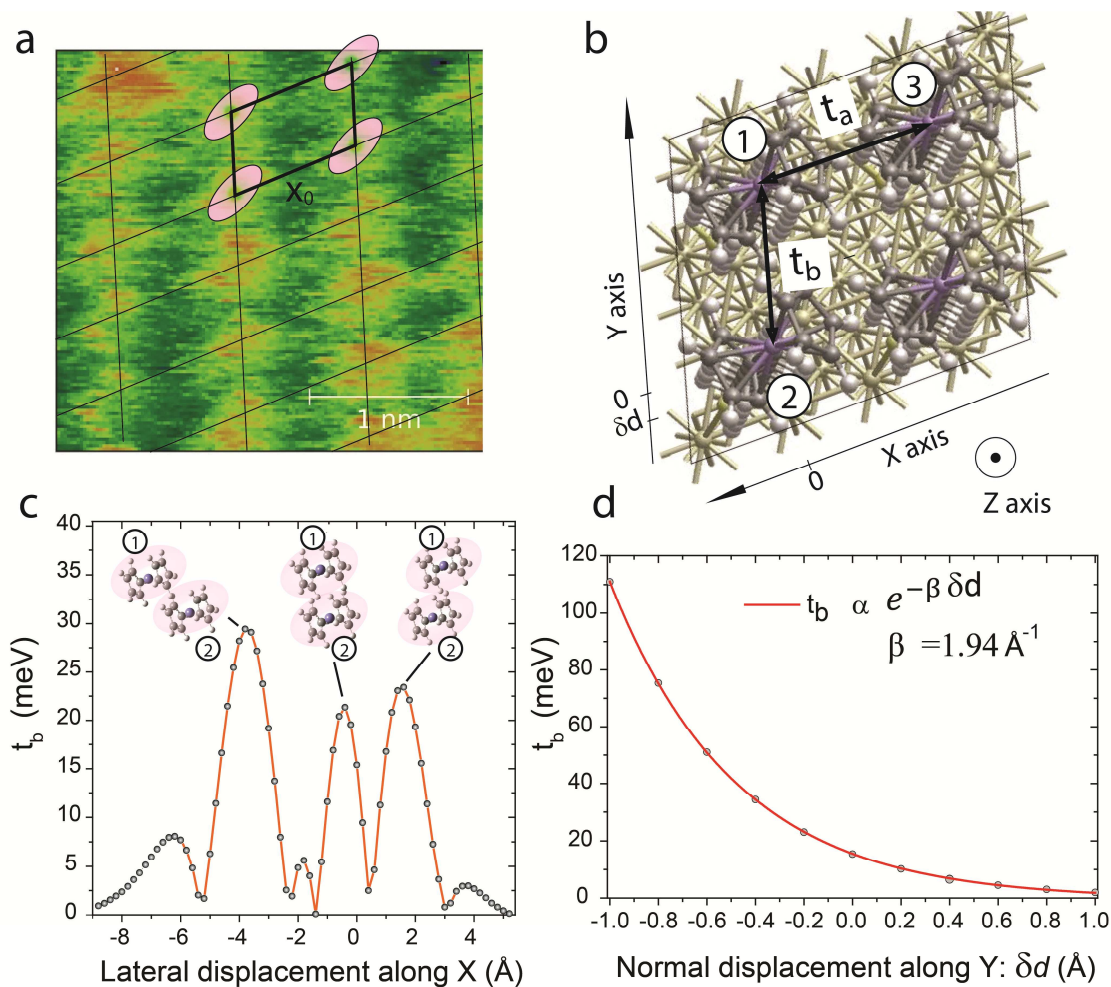 a
x₀
1 nm
b
1
3
tₐ
t_b
2
Y axis
0
δd
0
X axis
Z axis
c
40
35
30
25
20
15
10
5
0
t_b (meV)
1
2
1
2
1
2
-8 -6 -4 -2 0 2 4
Lateral displacement along X (Å)
d
120
100
80
60
40
20
0
t_b (meV)
t_b α e^{-β δd}
β =1.94 Å⁻¹
-1.0 -0.8 -0.6 -0.4 -0.2 0.0 0.2 0.4 0.6 0.8 1.0
Normal displacement along Y: δd (Å)